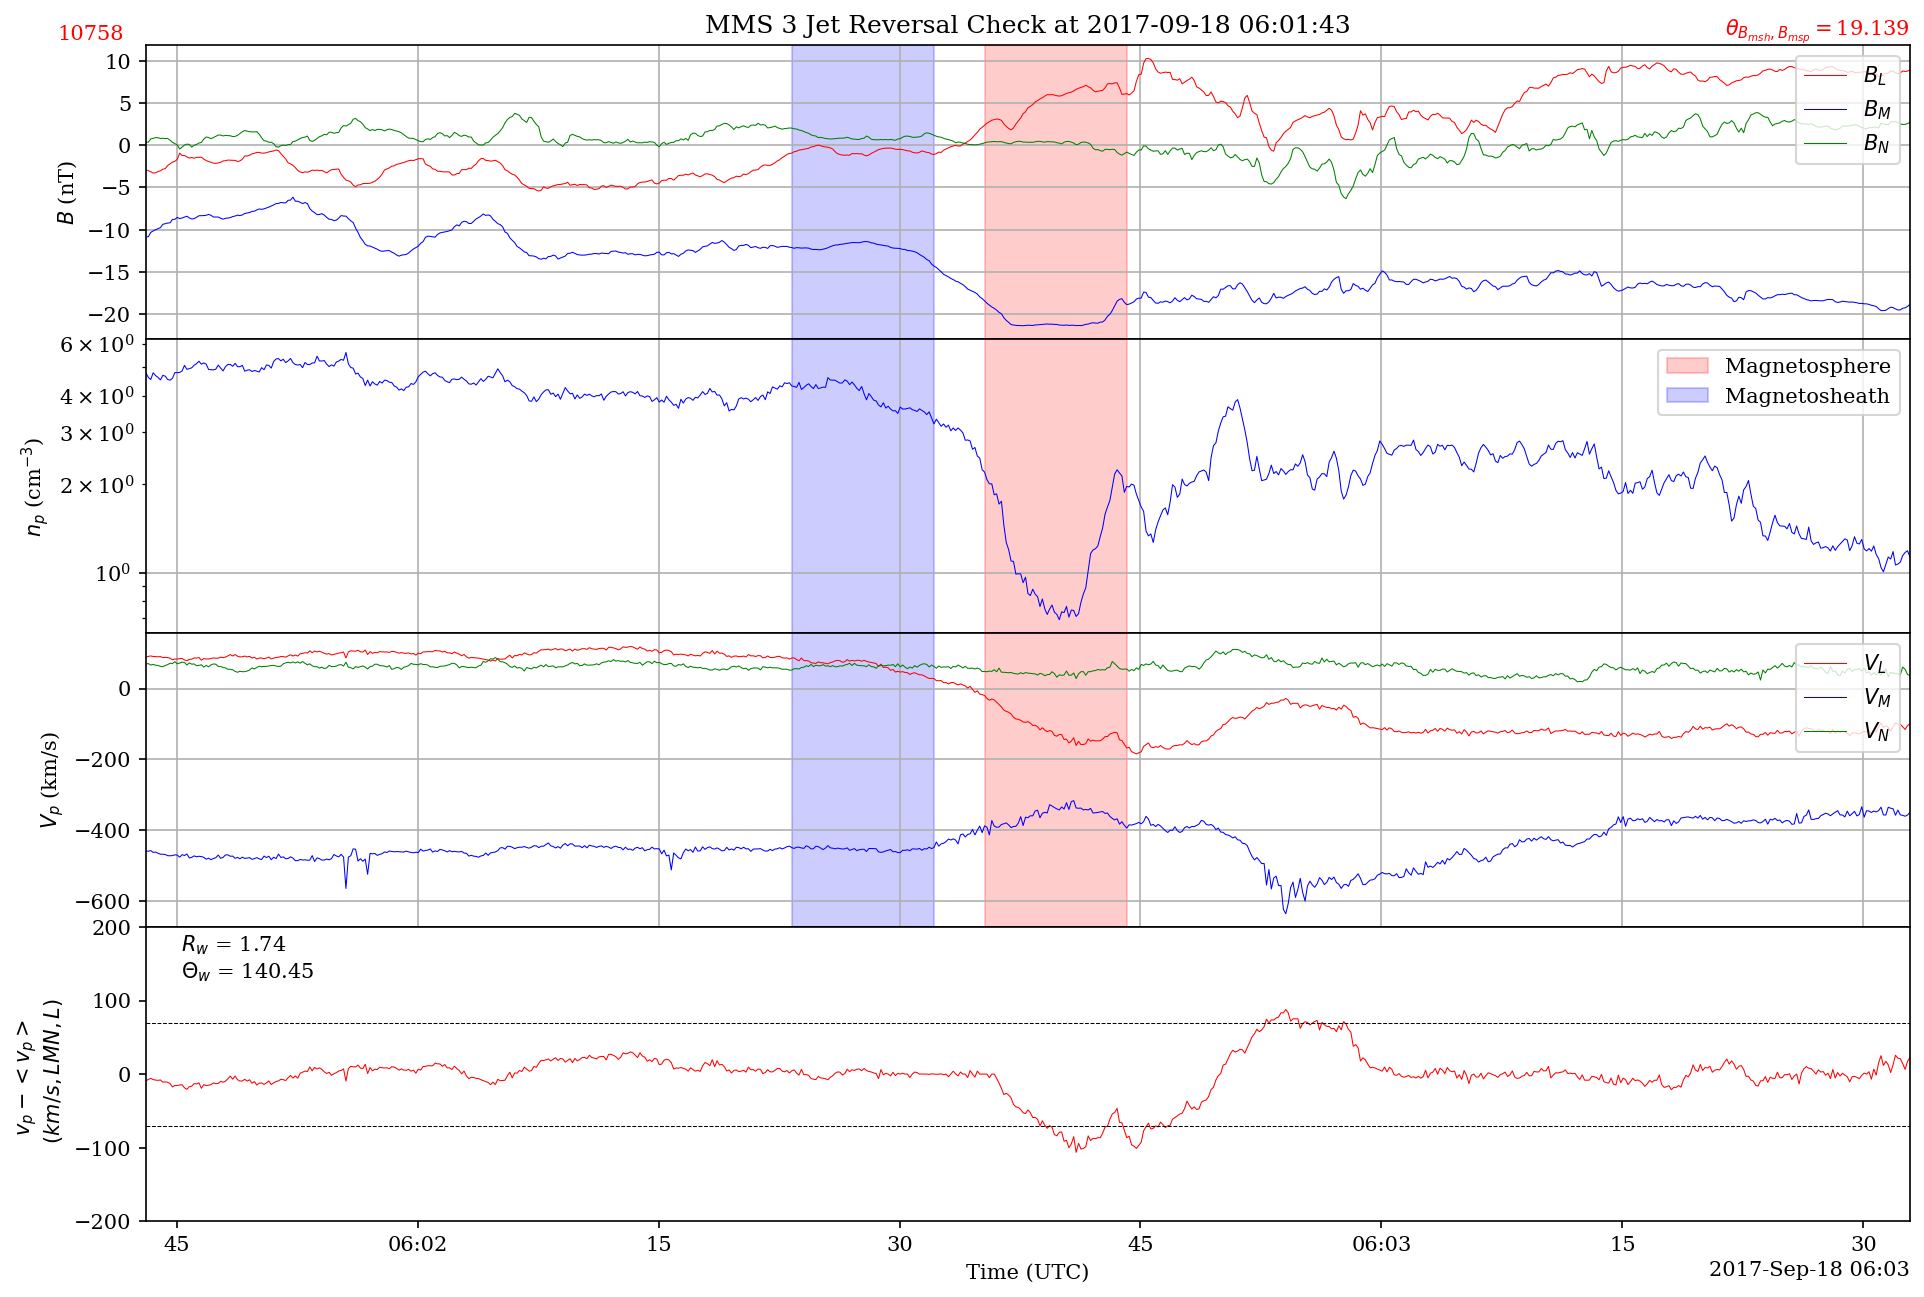 10758
MMS 3 Jet Reversal Check at 2017-09-18 06:01:43
θ_{B_{msh}, B_{msp}} = 19.139
10
5
0
−5
−10
−15
−20
B (nT)
B_L
B_M
B_N
6 × 10⁰
4 × 10⁰
3 × 10⁰
2 × 10⁰
10⁰
n_p (cm⁻³)
Magnetosphere
Magnetosheath
0
−200
−400
−600
V_p (km/s)
V_L
V_M
V_N
200
100
0
−100
−200
v_p − < v_p >
(km/s, LMN, L)
R_w = 1.74
Θ_w = 140.45
45
06:02
15
30
45
06:03
15
30
Time (UTC)
2017-Sep-18 06:03